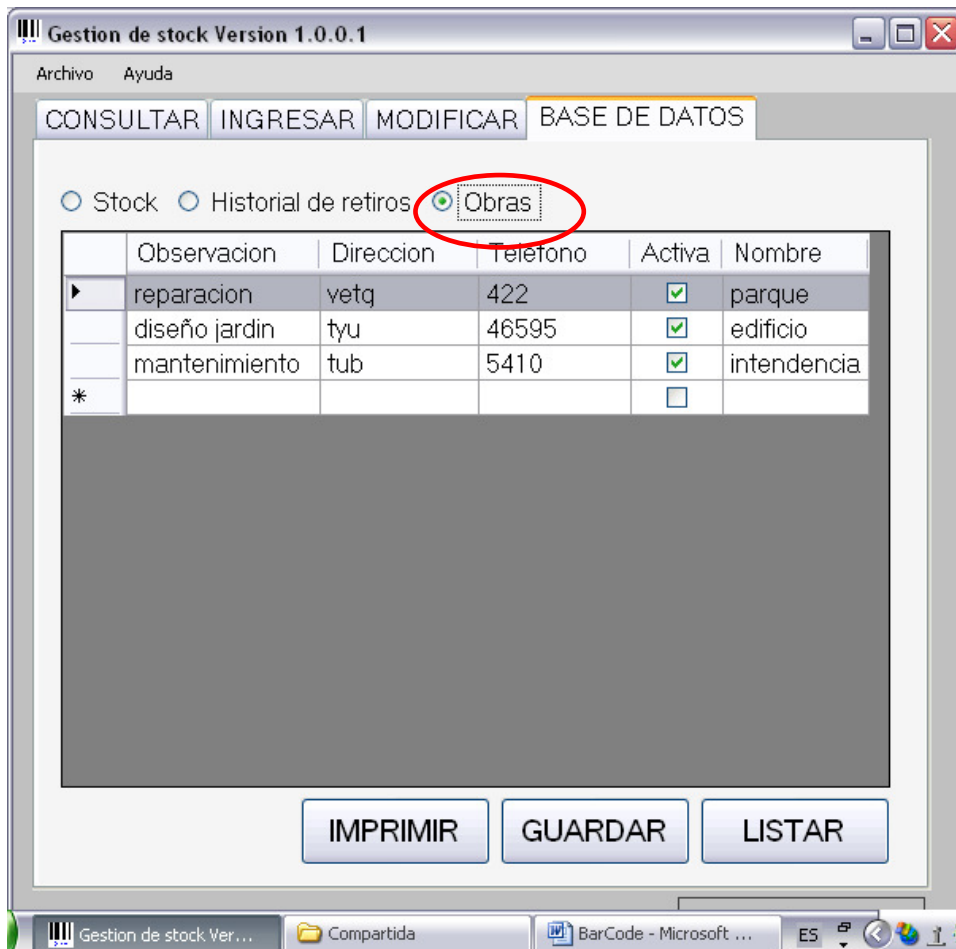 Gestion de stock Version 1.0.0.1
Archivo Ayuda
CONSULTAR INGRESAR MODIFICAR BASE DE DATOS
Stock Historial de retiros Obras
Observacion Direccion Telefono Activa Nombre
reparacion vetq 422 parque
diseño jardin tyu 46595 edificio
mantenimiento tub 5410 intendencia
*
IMPRIMIR GUARDAR LISTAR
Gestion de stock Ver... Compartida BarCode - Microsoft ... ES